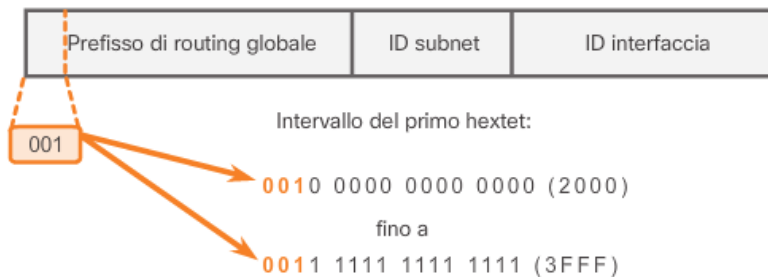 Prefisso di routing globale ID subnet ID interfaccia
001
Intervallo del primo hextet:
0010 0000 0000 0000 (2000)
fino a
0011 1111 1111 1111 (3FFF)